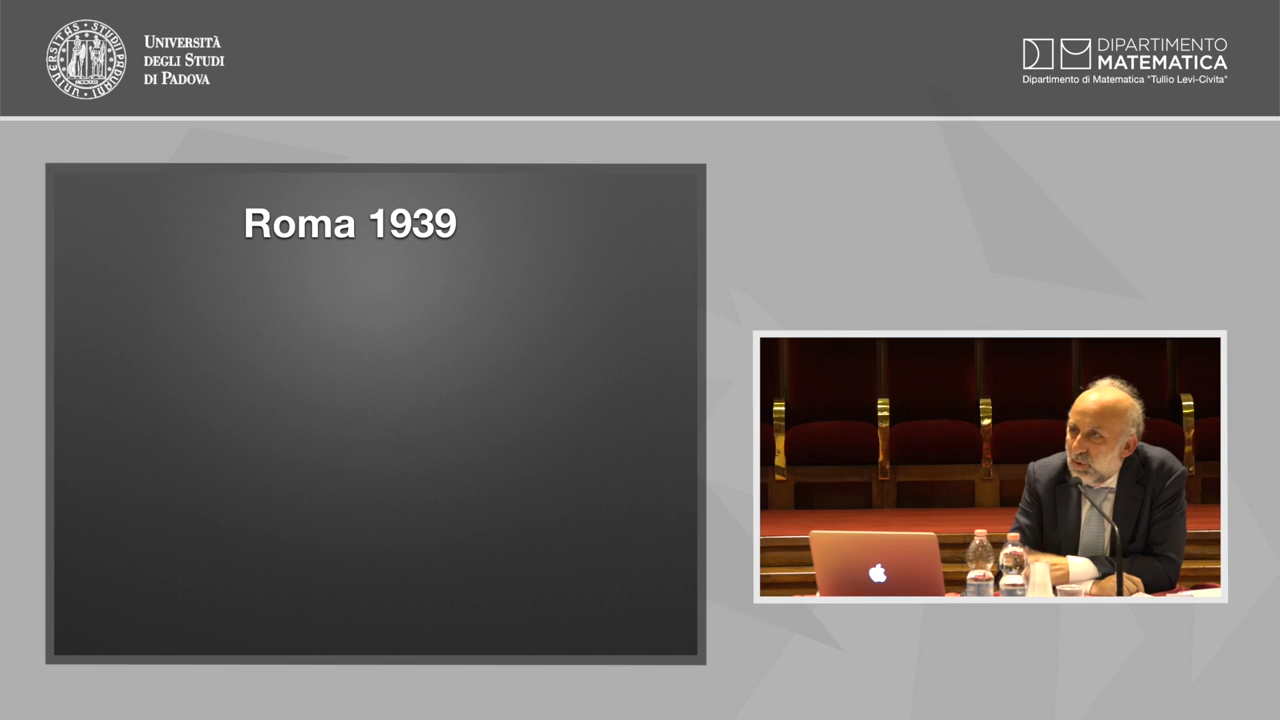 UNIVERSITÀ
DEGLI STUDI
DI PADOVA
DIPARTIMENTO
MATEMATICA
Dipartimento di Matematica "Tullio Levi-Civita"
Roma 1939